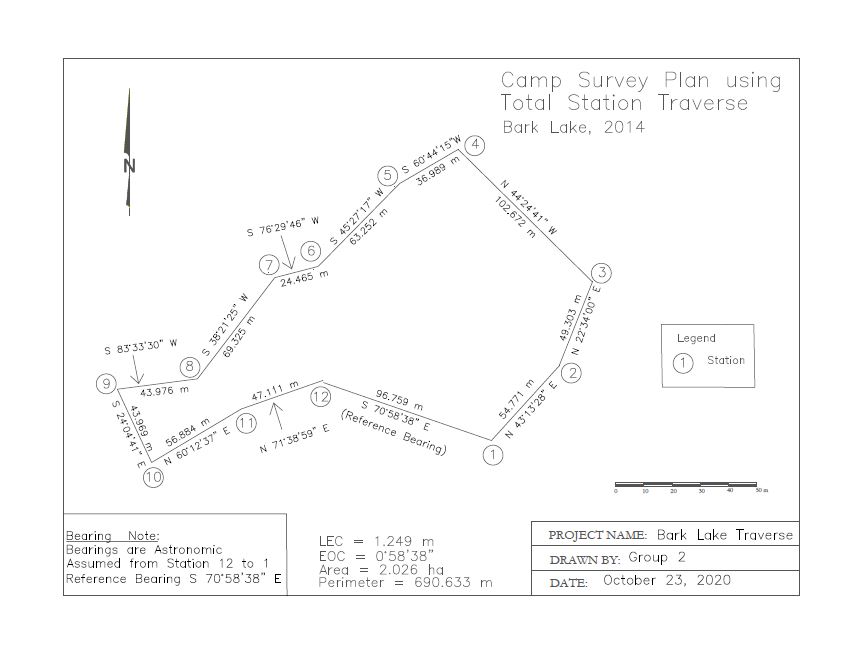 Camp Survey Plan using
Total Station Traverse
Bark Lake, 2014
N
4
S 60°44'15"W
36.989 m
5
N 44°24'41" W
102.672 m
S 45°27'17" W
63.252 m
S 76°29'46" W
6
7
24.465 m
3
49.303 m
N 22°34'00" E
S 38°21'25" W
69.325 m
Legend
1 Station
S 83°33'30" W
8
9
43.976 m
2
54.771 m
N 43°13'28" E
47.111 m
12
96.759 m
S 70°58'38" E
(Reference Bearing)
43.969 m
S 24°04'41" E
56.884 m
N 60°12'37" E
11
N 71°38'59" E
1
10
0 10 20 30 40 50 m
Bearing Note:
Bearings are Astronomic
Assumed from Station 12 to 1
Reference Bearing S 70°58'38" E
LEC = 1.249 m
EOC = 0°58'38"
Area = 2.026 ha
Perimeter = 690.633 m
PROJECT NAME: Bark Lake Traverse
DRAWN BY: Group 2
DATE: October 23, 2020